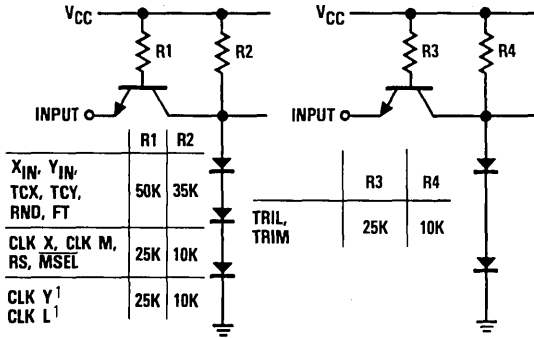 VCC VCC
R1 R2 R3 R4
INPUT INPUT
R1 R2
XIN, YIN,
TCX, TCY, 50K 35K
RND, FT
CLK X, CLK M, 25K 10K
RS, M̅S̅E̅L̅
CLK Y1 25K 10K
CLK L1
R3 R4
TRIL, 25K 10K
TRIM